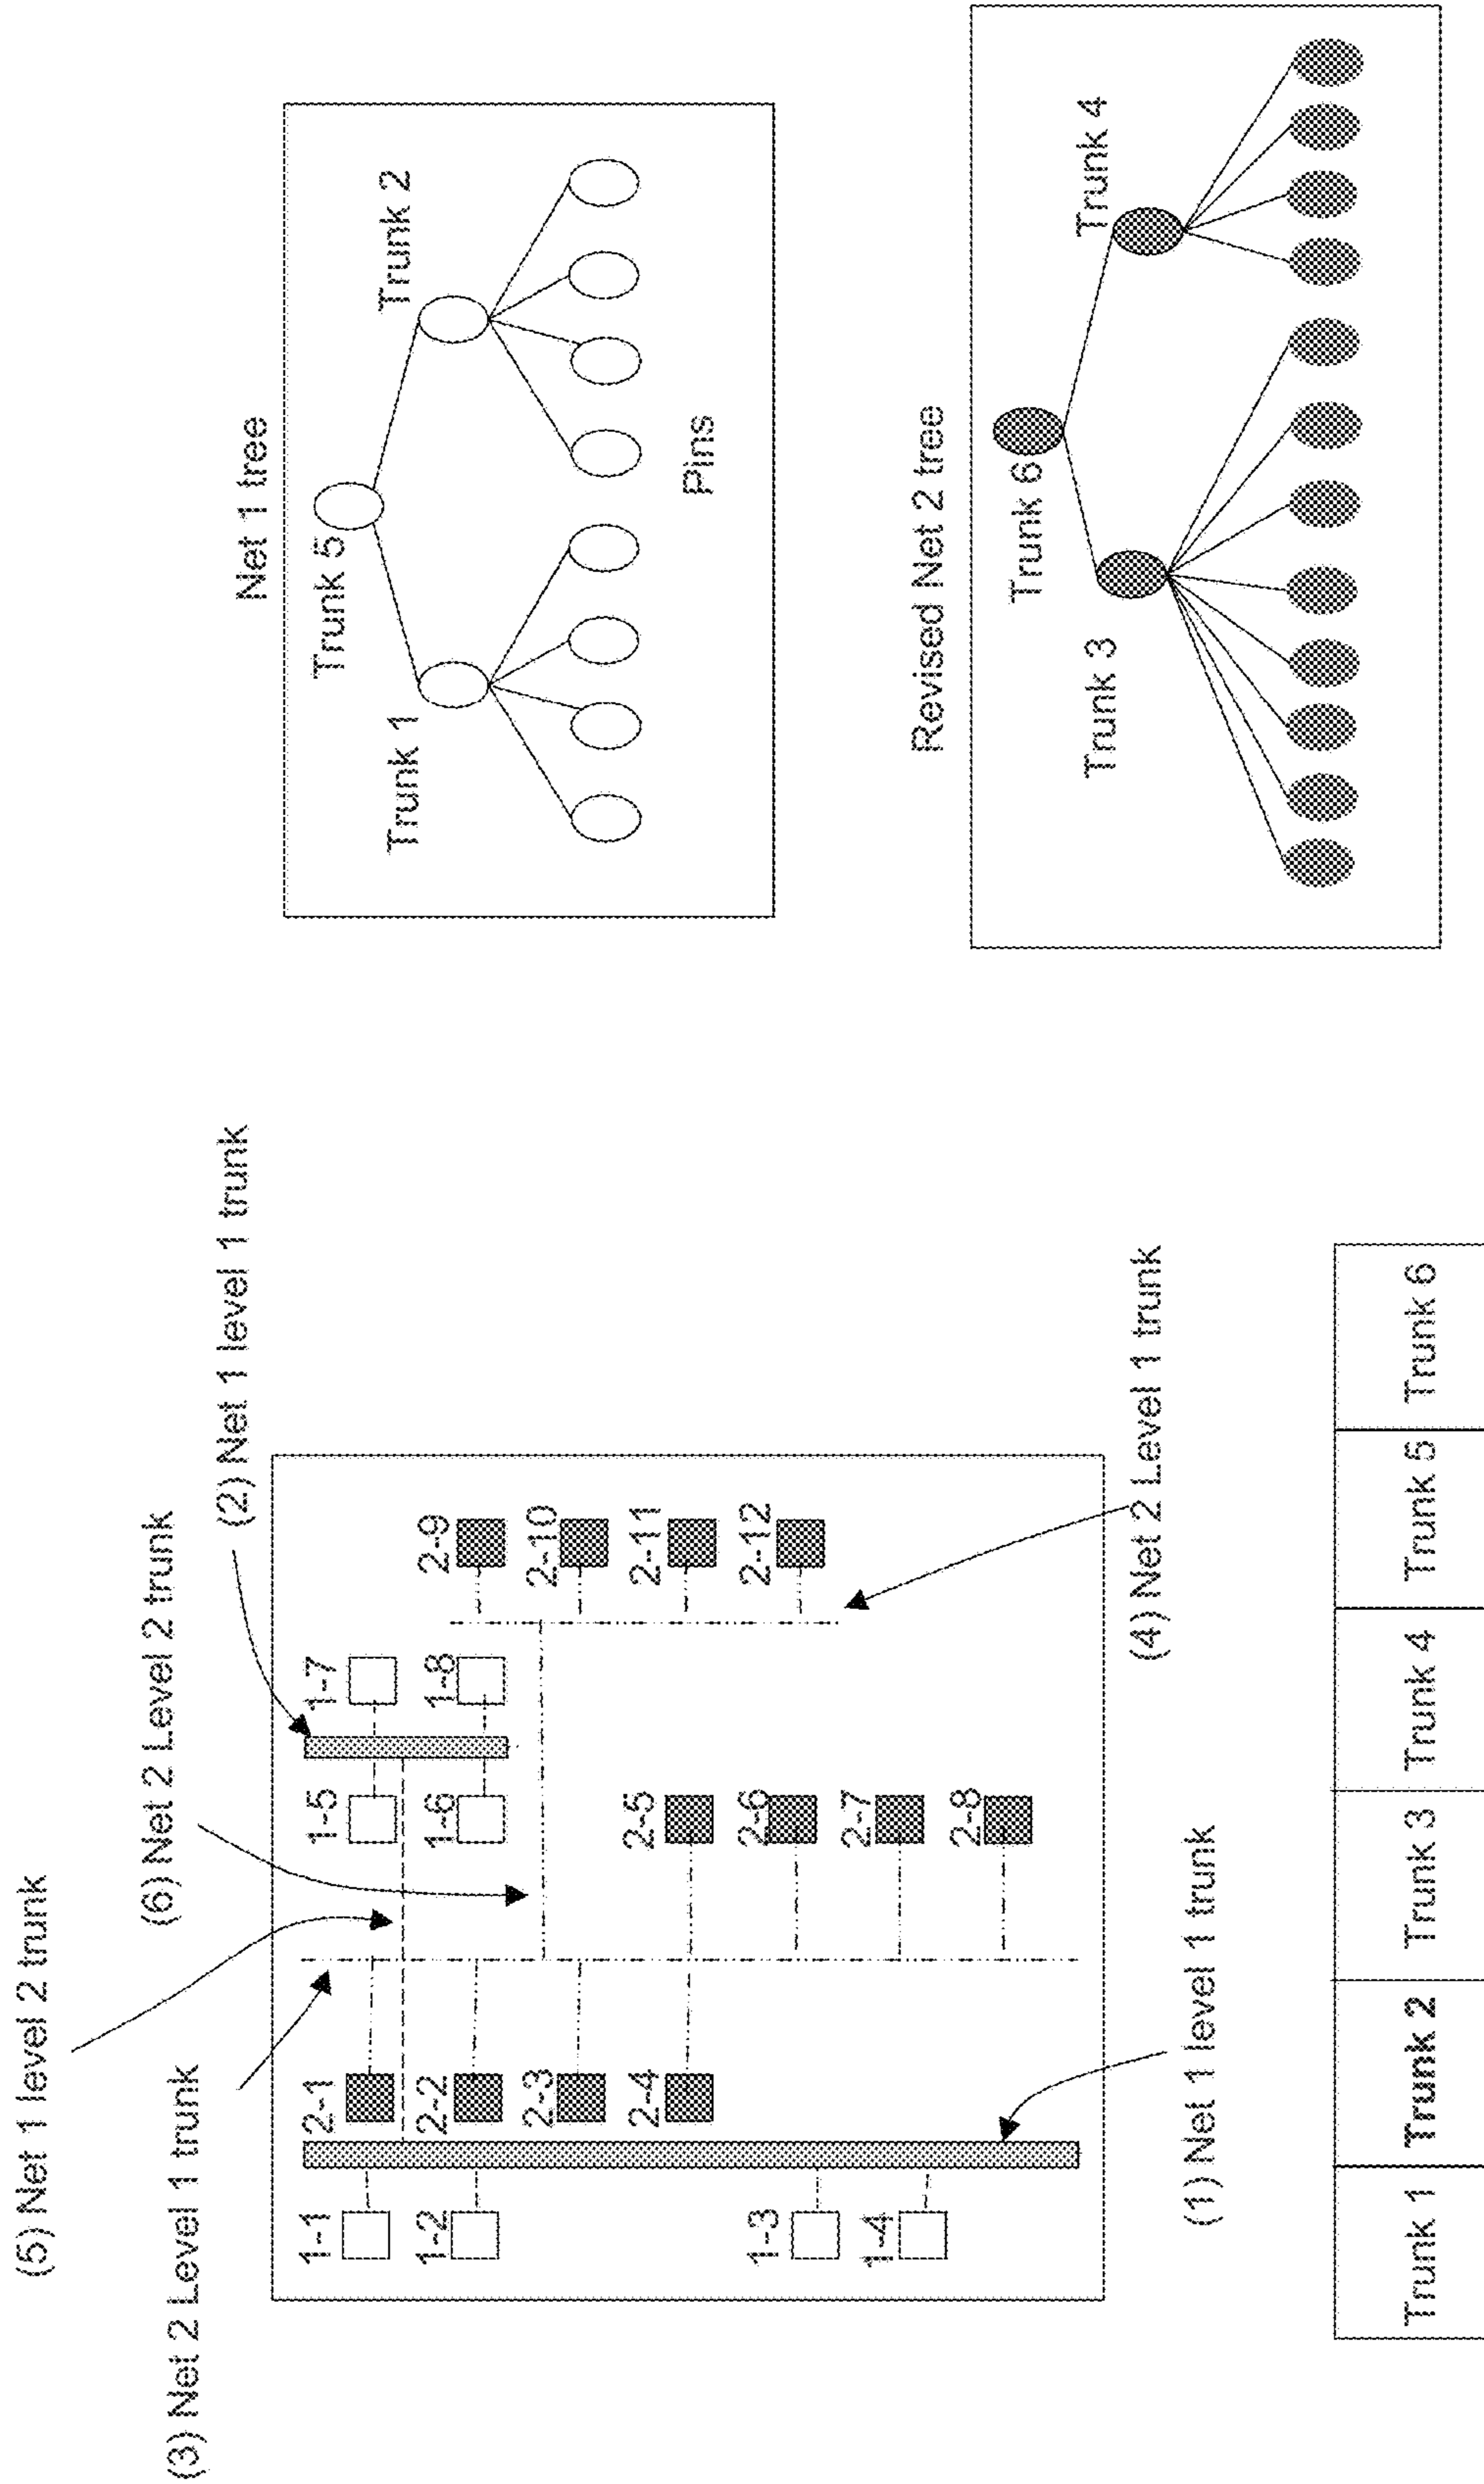 (5) Net 1 level 2 trunk
(6) Net 2 Level 2 trunk
(3) Net 2 Level 1 trunk
(2) Net 1 level 1 trunk
1-1
2-1
1-5
1-7
1-2
2-2
1-6
1-8
2-9
2-3
2-10
2-4
2-5
2-11
1-3
2-6
2-12
1-4
2-7
2-8
(4) Net 2 Level 1 trunk
(1) Net 1 level 1 trunk
Trunk 1
Trunk 2
Trunk 3
Trunk 4
Trunk 5
Trunk 6
Net 1 tree
Trunk 5
Trunk 1
Trunk 2
Pins
Revised Net 2 tree
Trunk 6
Trunk 3
Trunk 4